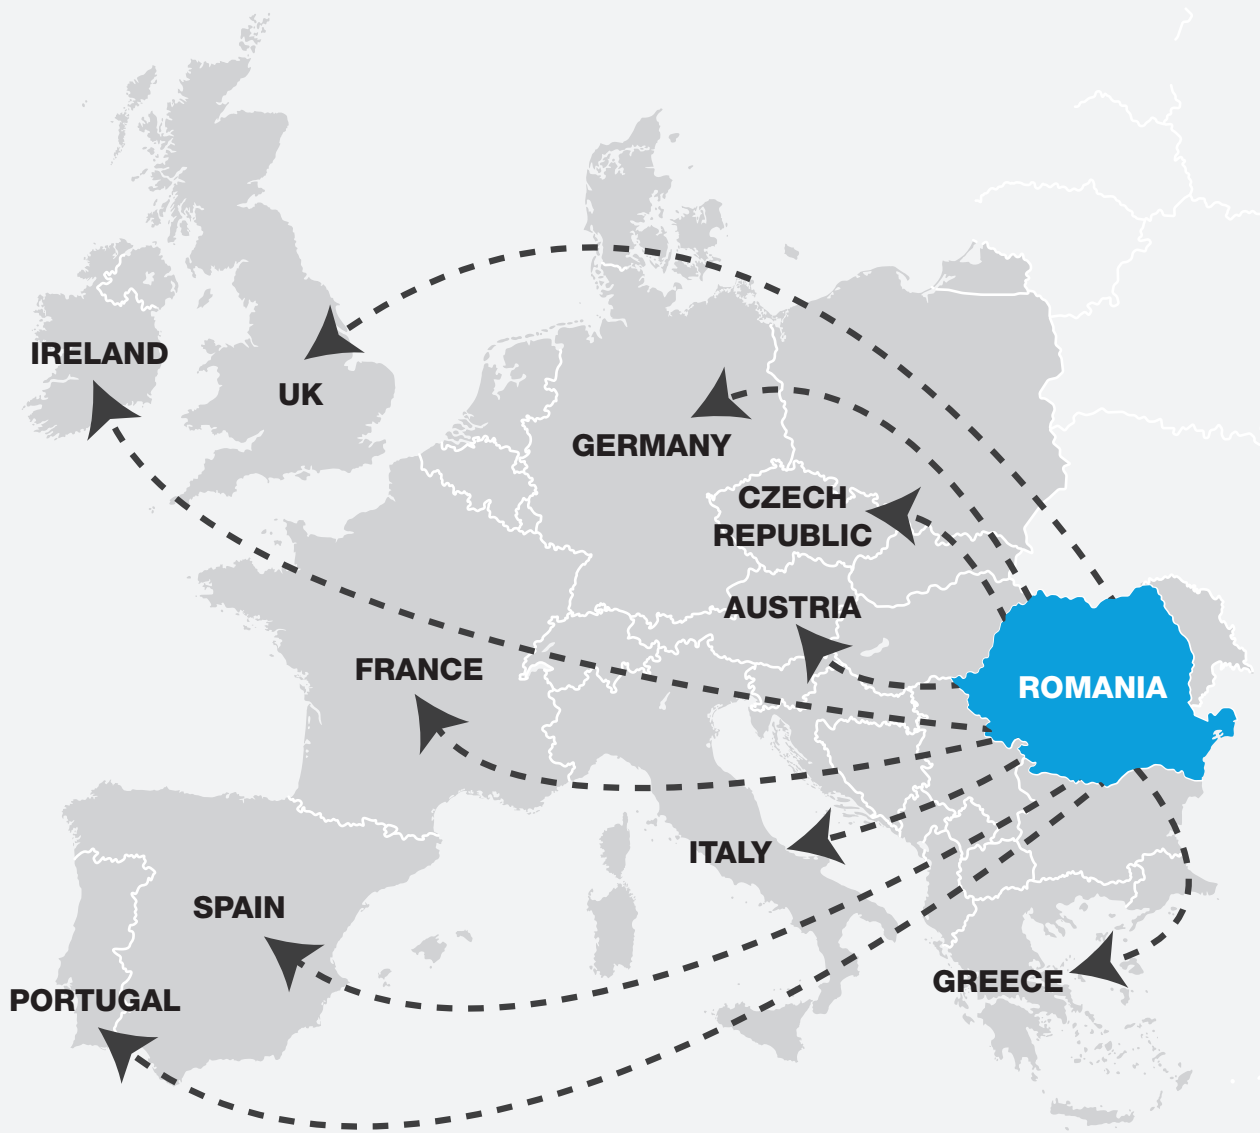 IRELAND
UK
GERMANY
CZECH
REPUBLIC
AUSTRIA
FRANCE
ROMANIA
ITALY
SPAIN
GREECE
PORTUGAL